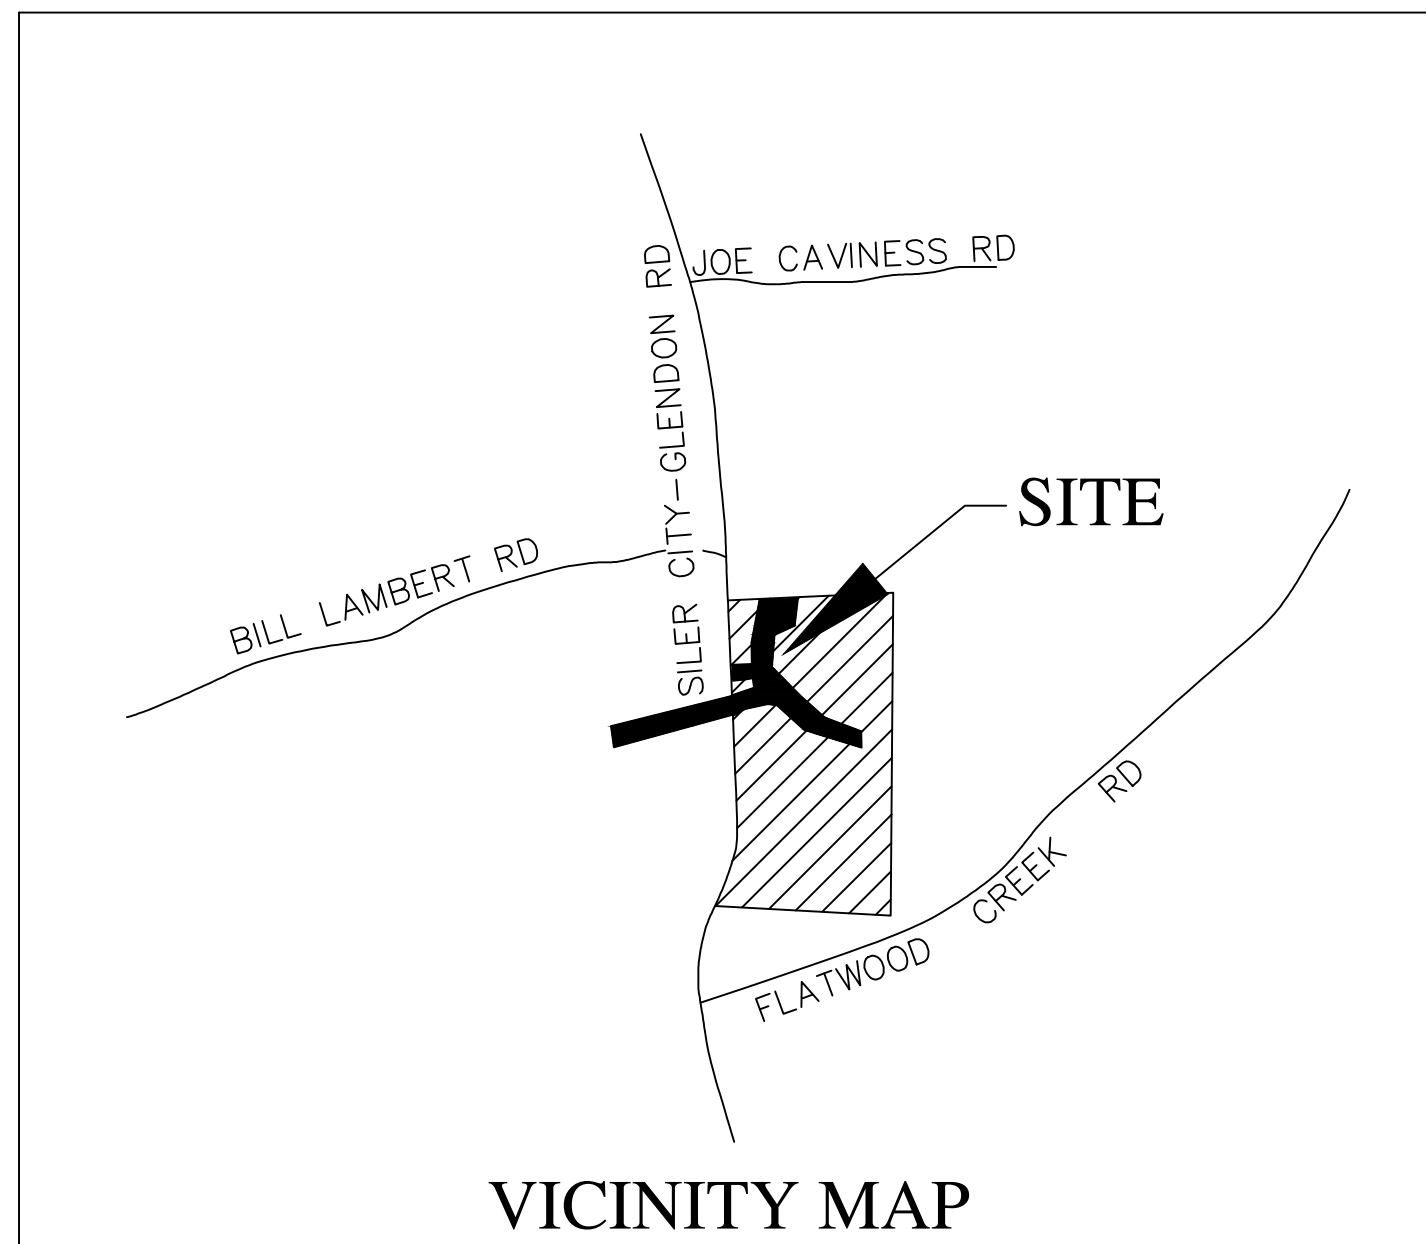 JOE CAVINESS RD
SILER CITY-GLENDON RD
SITE
BILL LAMBERT RD
FLATWOOD CREEK RD
VICINITY MAP